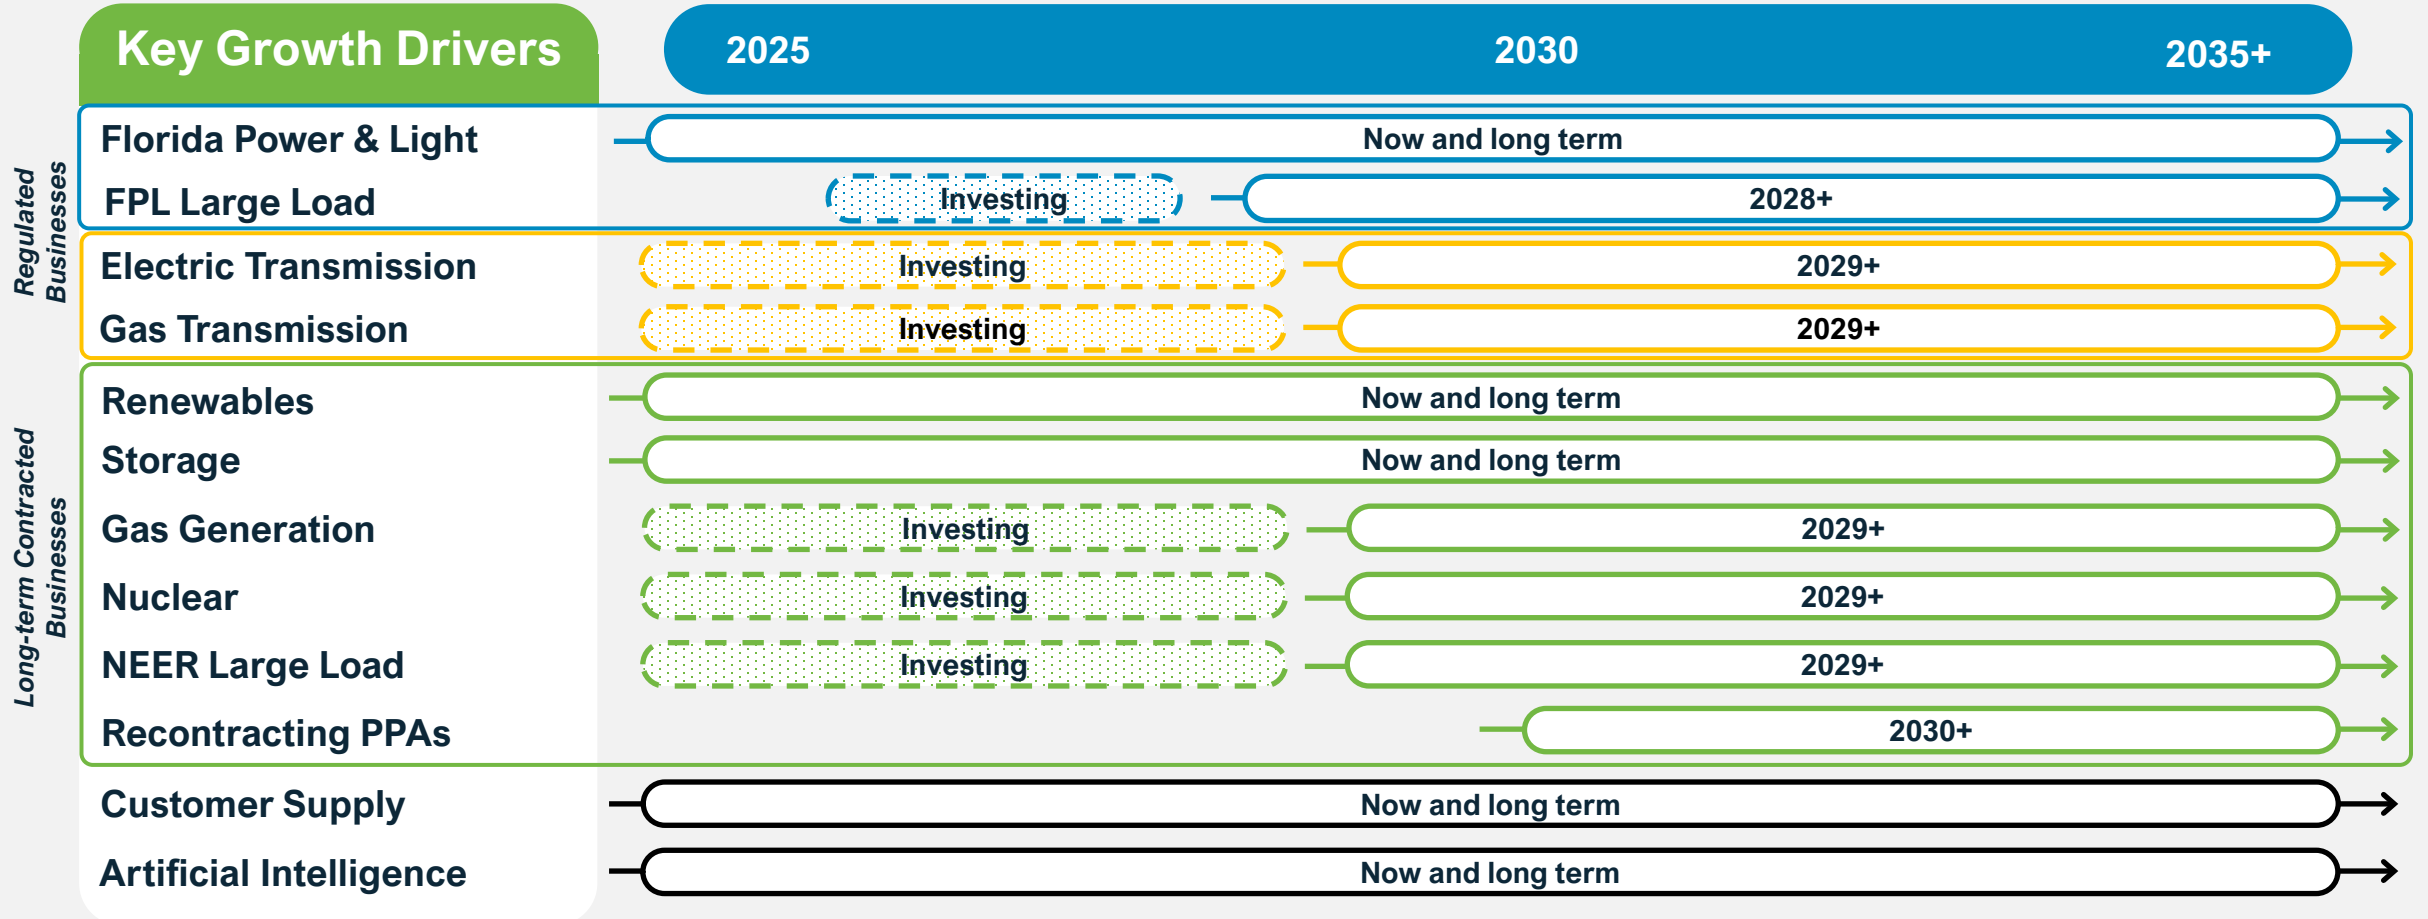 Key Growth Drivers
2025 2030 2035+
Regulated
Businesses
Florida Power & Light Now and long term
FPL Large Load Investing 2028+
Electric Transmission Investing 2029+
Gas Transmission Investing 2029+
Long-term Contracted
Businesses
Renewables Now and long term
Storage Now and long term
Gas Generation Investing 2029+
Nuclear Investing 2029+
NEER Large Load Investing 2029+
Recontracting PPAs 2030+
Customer Supply Now and long term
Artificial Intelligence Now and long term